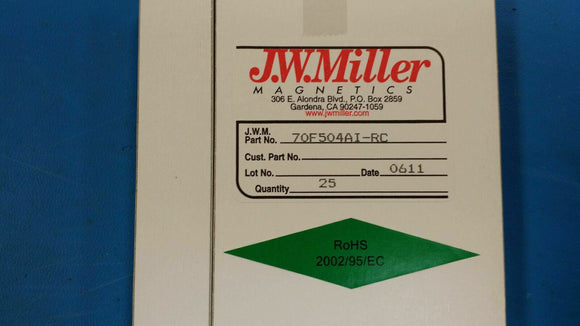 J.W.Miller
MAGNETICS
306 E. Alondra Blvd., P.O. Box 2859
Gardena, CA 90247-1059
www.jwmiller.com
J.W.M.
Part No. 70F504AI-RC
Cust. Part No.
Lot No. Date 0611
Quantity 25
RoHS
2002/95/EC